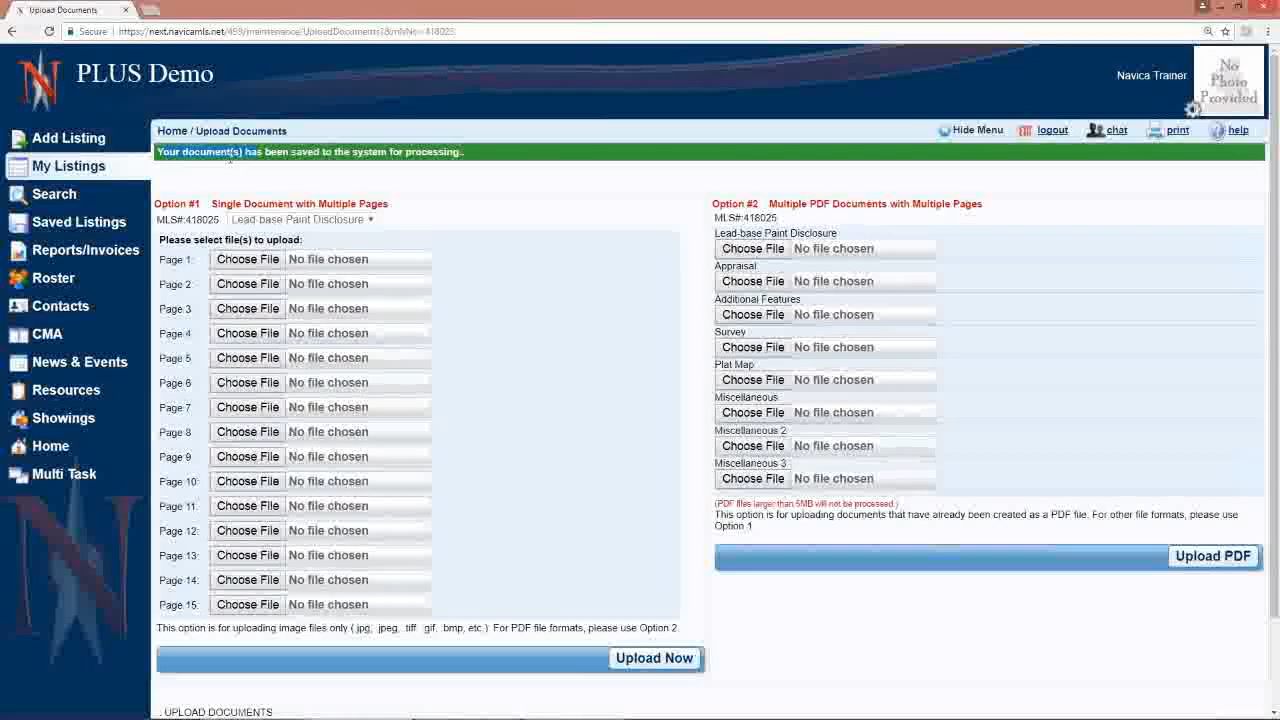 Upload Documents
Secure https://next.navicamls.net/499/maintenance/UploadDocuments?&mlsNo=418025
PLUS Demo
Navica Trainer
No
Photo
Provided
Add Listing
My Listings
Search
Saved Listings
Reports/Invoices
Roster
Contacts
CMA
News & Events
Resources
Showings
Home
Multi Task
Home / Upload Documents
Hide Menu logout chat print help
Your document(s) has been saved to the system for processing..
Option #1 Single Document with Multiple Pages
MLS#:418025 Lead-base Paint Disclosure
Please select file(s) to upload:
Page 1: Choose File No file chosen
Page 2: Choose File No file chosen
Page 3: Choose File No file chosen
Page 4: Choose File No file chosen
Page 5: Choose File No file chosen
Page 6: Choose File No file chosen
Page 7: Choose File No file chosen
Page 8: Choose File No file chosen
Page 9: Choose File No file chosen
Page 10: Choose File No file chosen
Page 11: Choose File No file chosen
Page 12: Choose File No file chosen
Page 13: Choose File No file chosen
Page 14: Choose File No file chosen
Page 15: Choose File No file chosen
This option is for uploading image files only (.jpg, .jpeg, .tiff .gif, .bmp, etc.) For PDF file formats, please use Option 2.
Upload Now
Option #2 Multiple PDF Documents with Multiple Pages
MLS#:418025
Lead-base Paint Disclosure
Choose File No file chosen
Appraisal
Choose File No file chosen
Additional Features
Choose File No file chosen
Survey
Choose File No file chosen
Plat Map
Choose File No file chosen
Miscellaneous
Choose File No file chosen
Miscellaneous 2
Choose File No file chosen
Miscellaneous 3
Choose File No file chosen
(PDF files larger than 5MB will not be processed.)
This option is for uploading documents that have already been created as a PDF file. For other file formats, please use
Option 1
Upload PDF
. UPLOAD DOCUMENTS